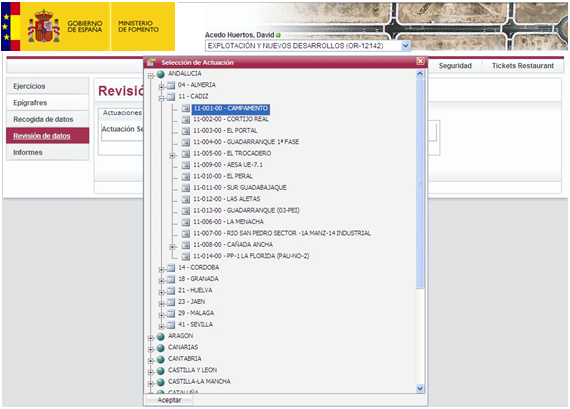 GOBIERNO
DE ESPAÑA
MINISTERIO
DE FOMENTO
Acedo Huertos, David
EXPLOTACIÓN Y NUEVOS DESARROLLOS (OR-12142)
Selección de Actuación
Seguridad
Tickets Restaurant
Ejercicios
Epigrafes
Recogida de datos
Revisión de datos
Informes
Revisió
Actuaciones
Actuación Se
ANDALUCIA
04 - ALMERIA
11 - CADIZ
11-001-00 - CAMPAMENTO
11-002-00 - CORTIJO REAL
11-003-00 - EL PORTAL
11-004-00 - GUADARRANQUE 1ª FASE
11-005-00 - EL TROCADERO
11-009-00 - AESA UE-7.1
11-010-00 - EL PERAL
11-011-00 - SUR GUADABAJAQUE
11-012-00 - LAS ALETAS
11-013-00 - GUADARRANQUE (03-PEI)
11-006-00 - LA MENACHA
11-007-00 - RIO SAN PEDRO SECTOR -1A MANZ-14 INDUSTRIAL
11-008-00 - CAÑADA ANCHA
11-014-00 - PP-1 LA FLORIDA (PAU-NO-2)
14 - CORDOBA
18 - GRANADA
21 - HUELVA
23 - JAEN
29 - MALAGA
41 - SEVILLA
ARAGON
CANARIAS
CANTABRIA
CASTILLA Y LEON
CASTILLA-LA MANCHA
CATALUÑA
Aceptar